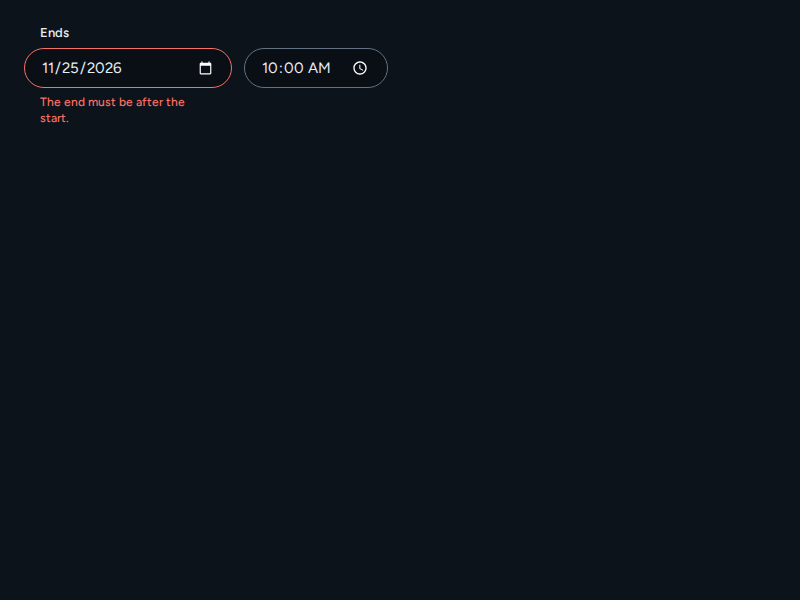 Ends
11/25/2026
10:00 AM
The end must be after the
start.